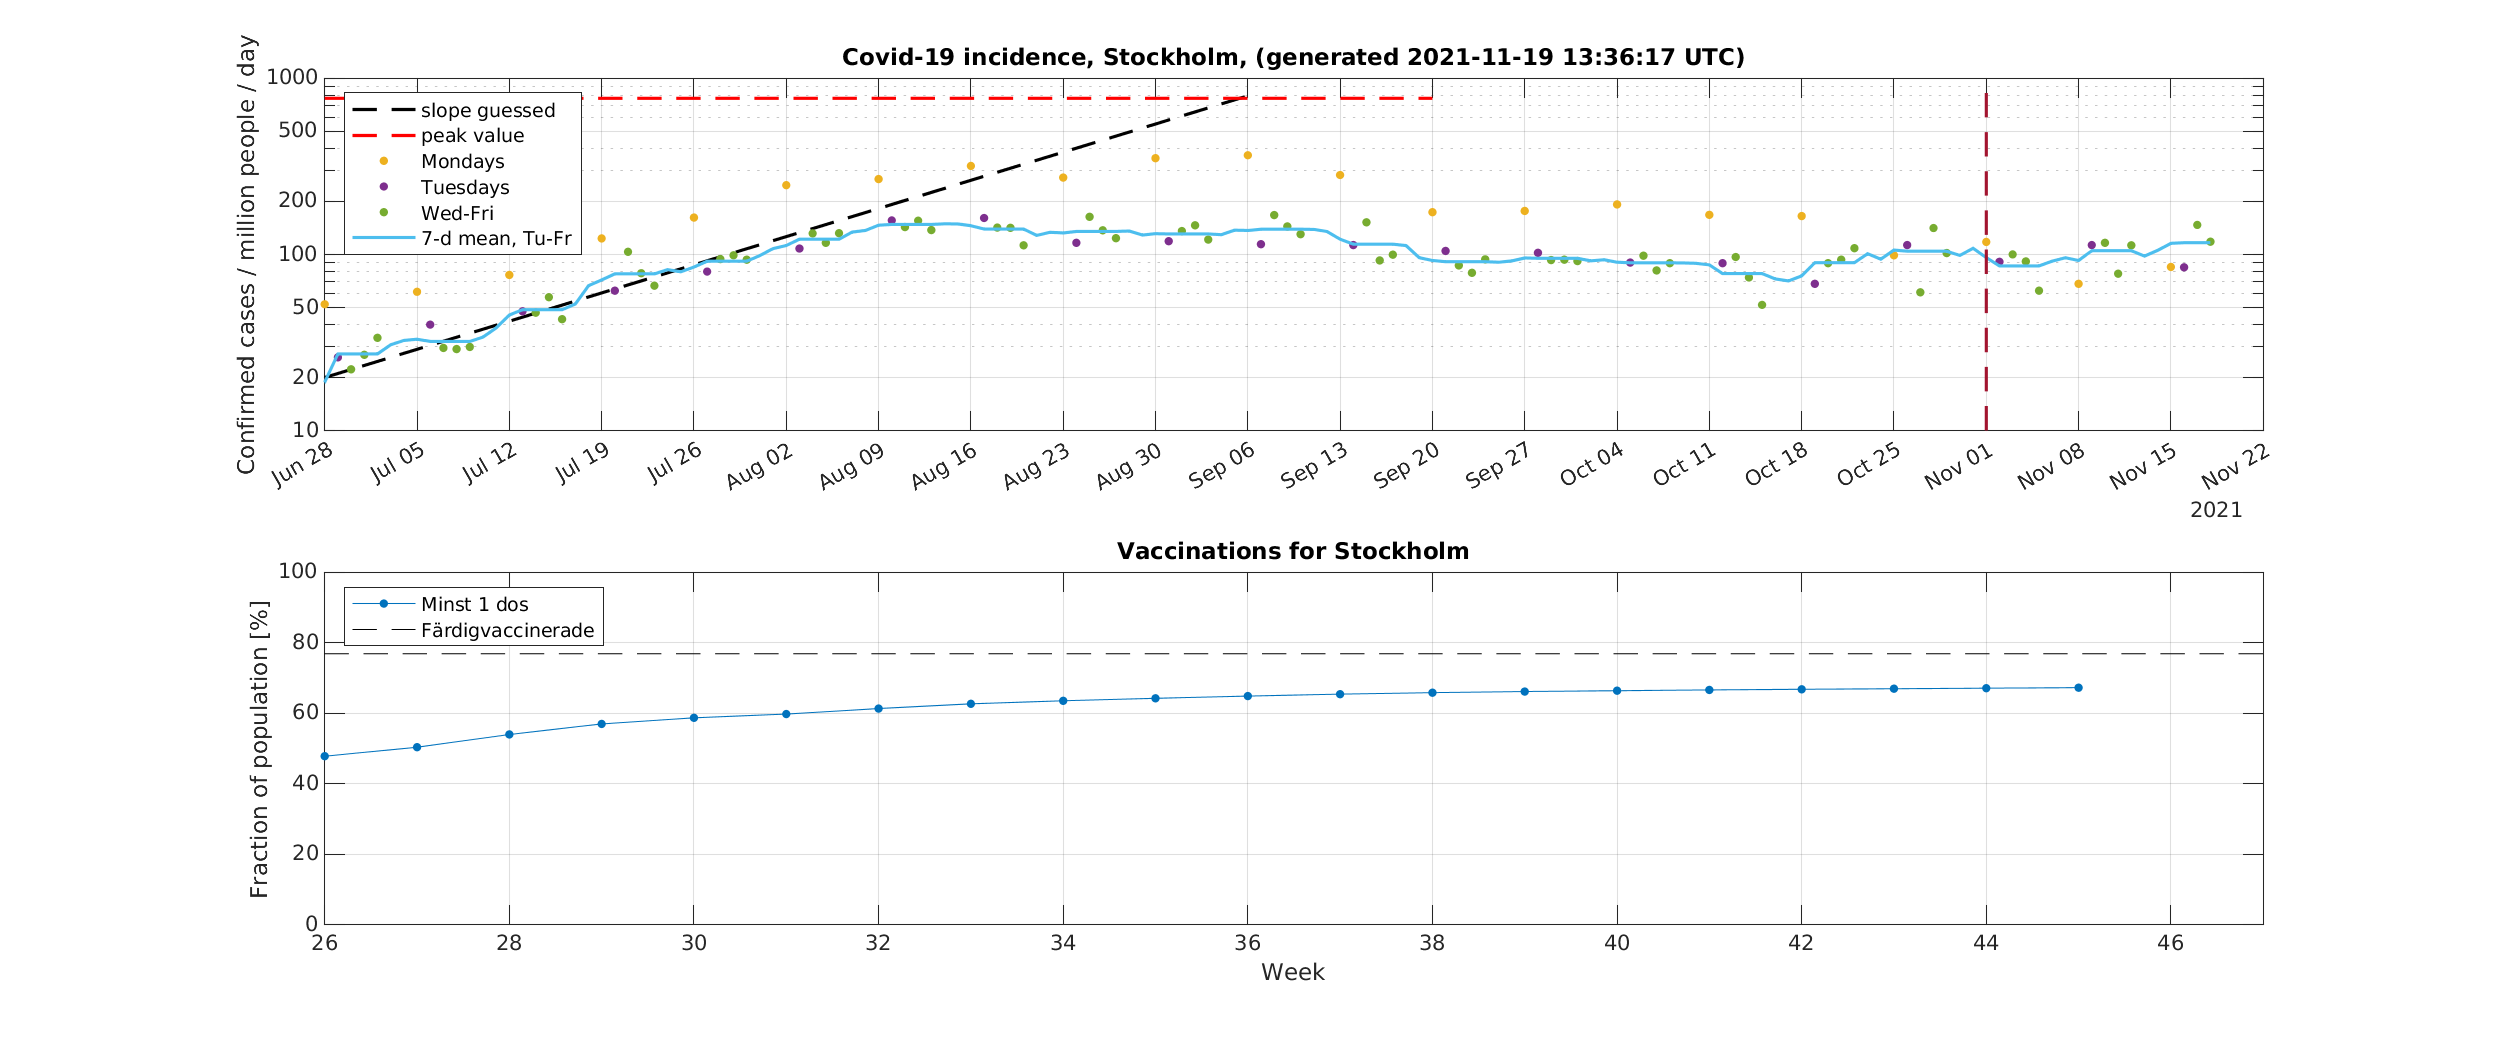 Covid-19 incidence, Stockholm, (generated 2021-11-19 13:36:17 UTC)
Confirmed cases / million people / day
1000
500
200
100
50
20
10
slope guessed
peak value
Mondays
Tuesdays
Wed-Fri
7-d mean, Tu-Fr
Jun 28 Jul 05 Jul 12 Jul 19 Jul 26 Aug 02 Aug 09 Aug 16 Aug 23 Aug 30 Sep 06 Sep 13 Sep 20 Sep 27 Oct 04 Oct 11 Oct 18 Oct 25 Nov 01 Nov 08 Nov 15 Nov 22
2021
Vaccinations for Stockholm
Fraction of population [%]
100
80
60
40
20
0
Minst 1 dos
Färdigvaccinerade
26 28 30 32 34 36 38 40 42 44 46
Week